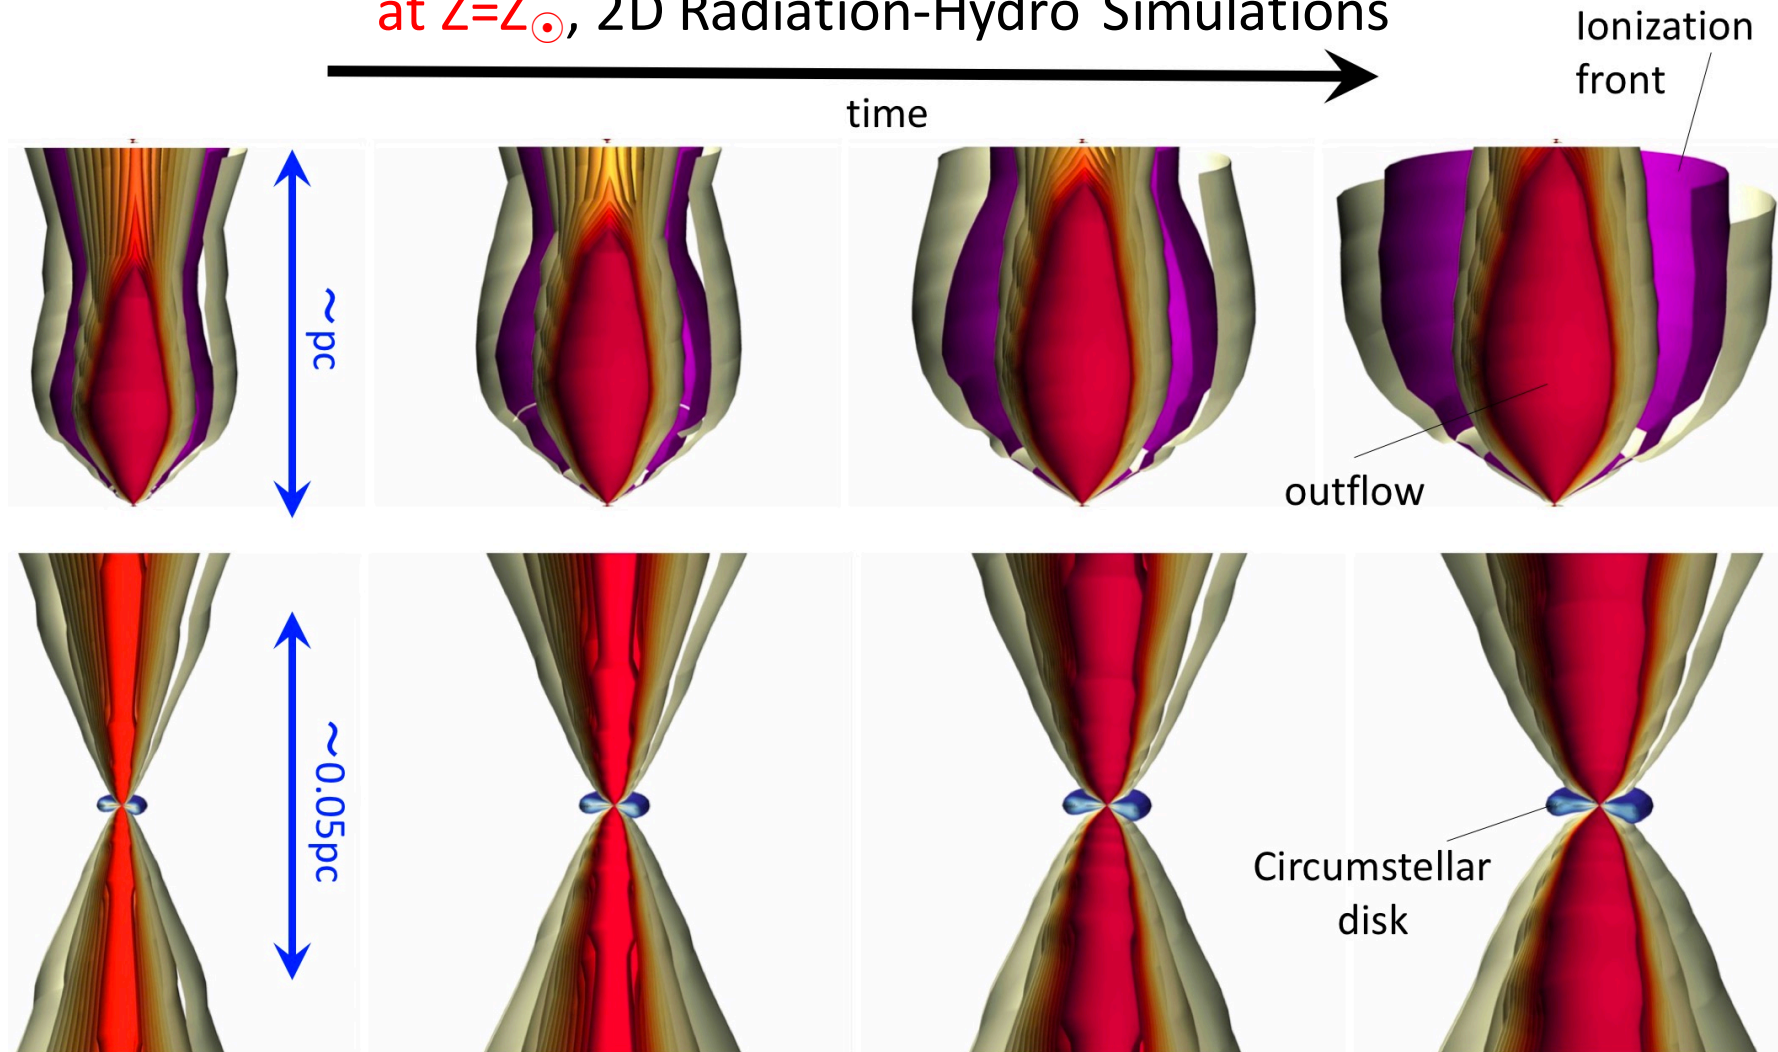 at Z=Z☉, 2D Radiation-Hydro Simulations
time
Ionization
front
~pc
outflow
~0.05pc
Circumstellar
disk